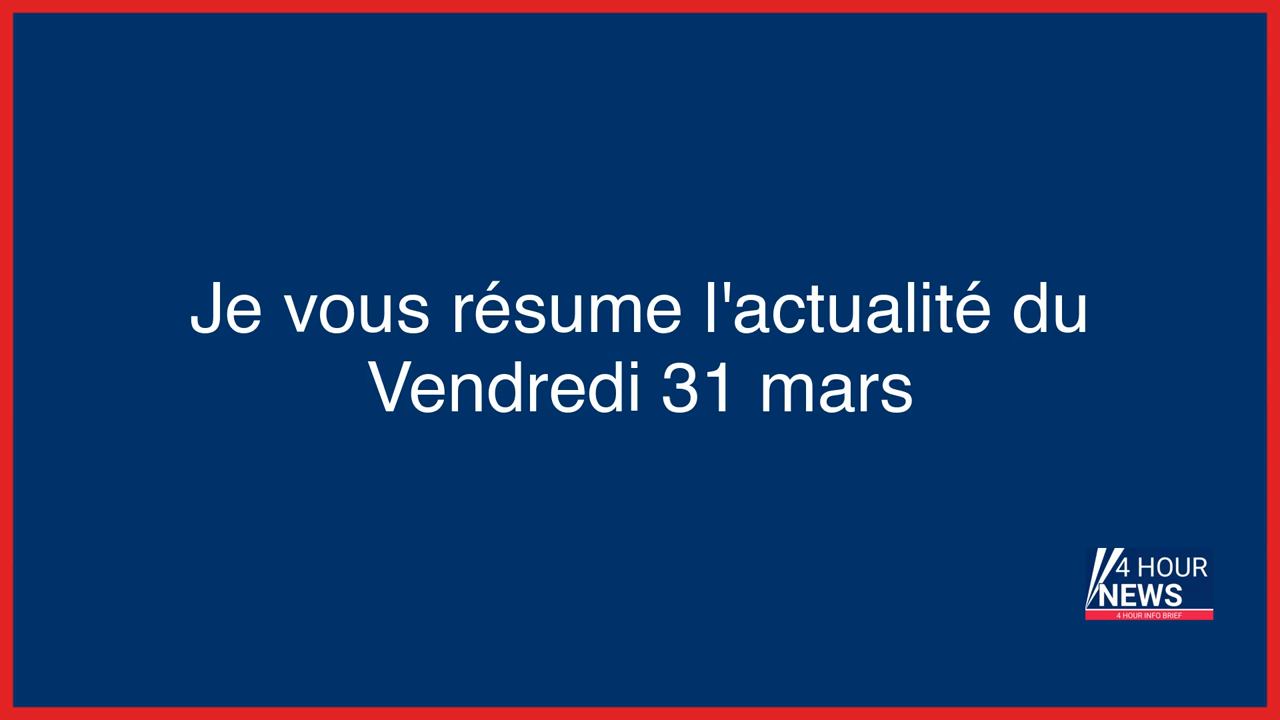 Je vous résume l'actualité du
Vendredi 31 mars
4 HOUR
NEWS
4 HOUR INFO BRIEF